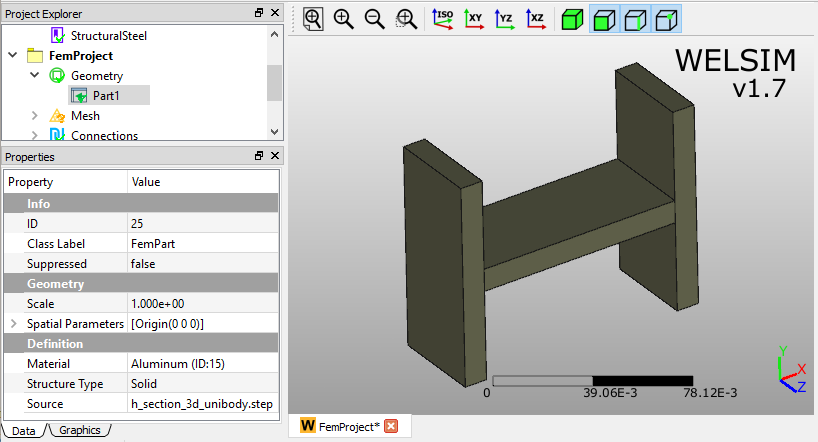 Project Explorer
StructuralSteel
FemProject
Geometry
Part1
Mesh
Connections
Properties
Property Value
Info
ID 25
Class Label FemPart
Suppressed false
Geometry
Scale 1.000e+00
Spatial Parameters [Origin(0 0 0)]
Definition
Material Aluminum (ID:15)
Structure Type Solid
Source h_section_3d_unibody.step
Data Graphics
ISO XY YZ XZ
WELSIM
v1.7
0 39.06E-3 78.12E-3
Y
X
Z
W FemProject*